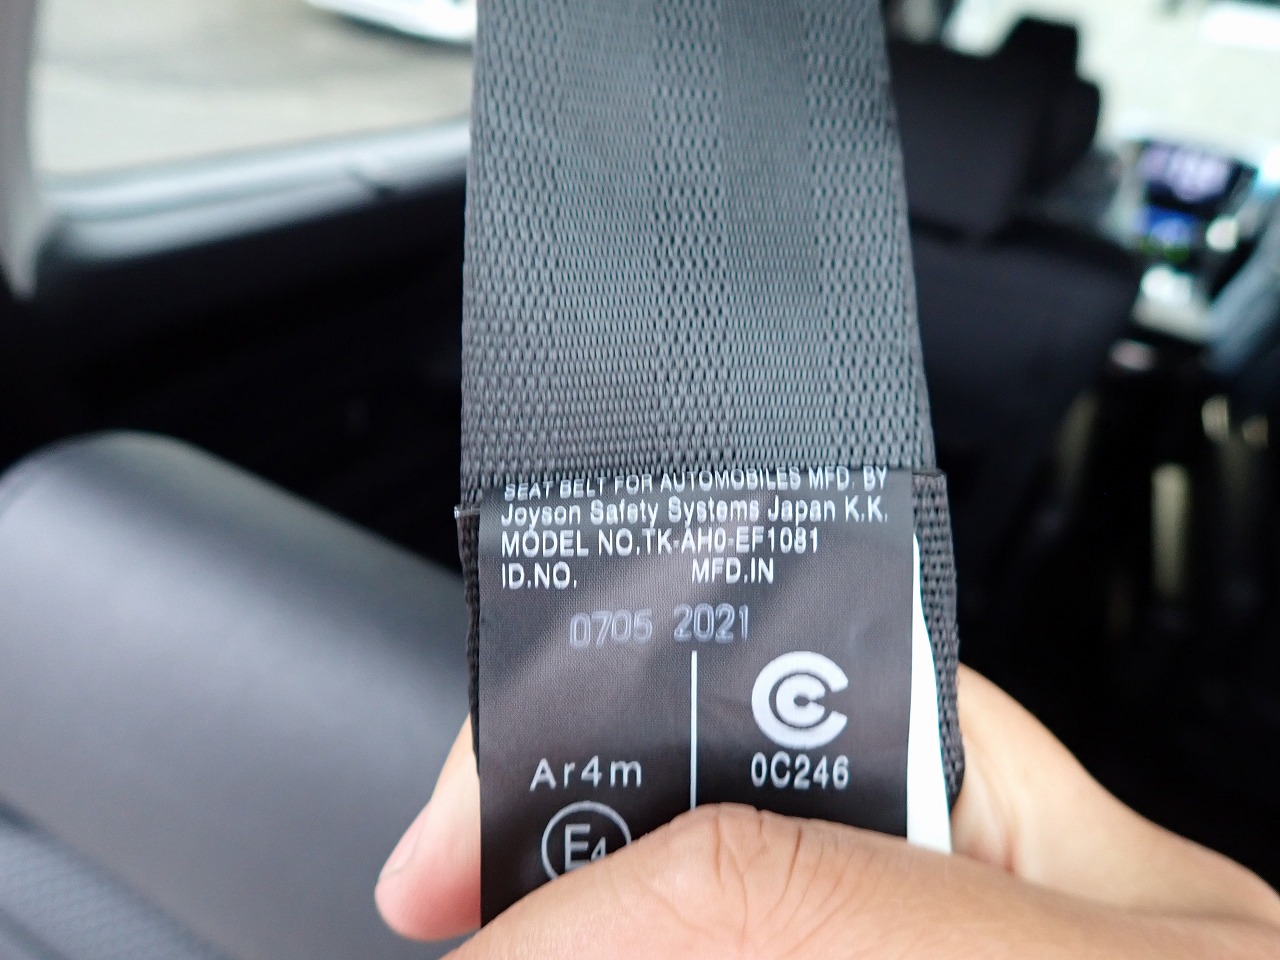 SEAT BELT FOR AUTOMOBILES MFD. BY
Joyson Safety Systems Japan K.K.
MODEL NO.TK-AH0-EF1081
ID.NO. MFD.IN
0705 2021
0C246
Ar4m
E4